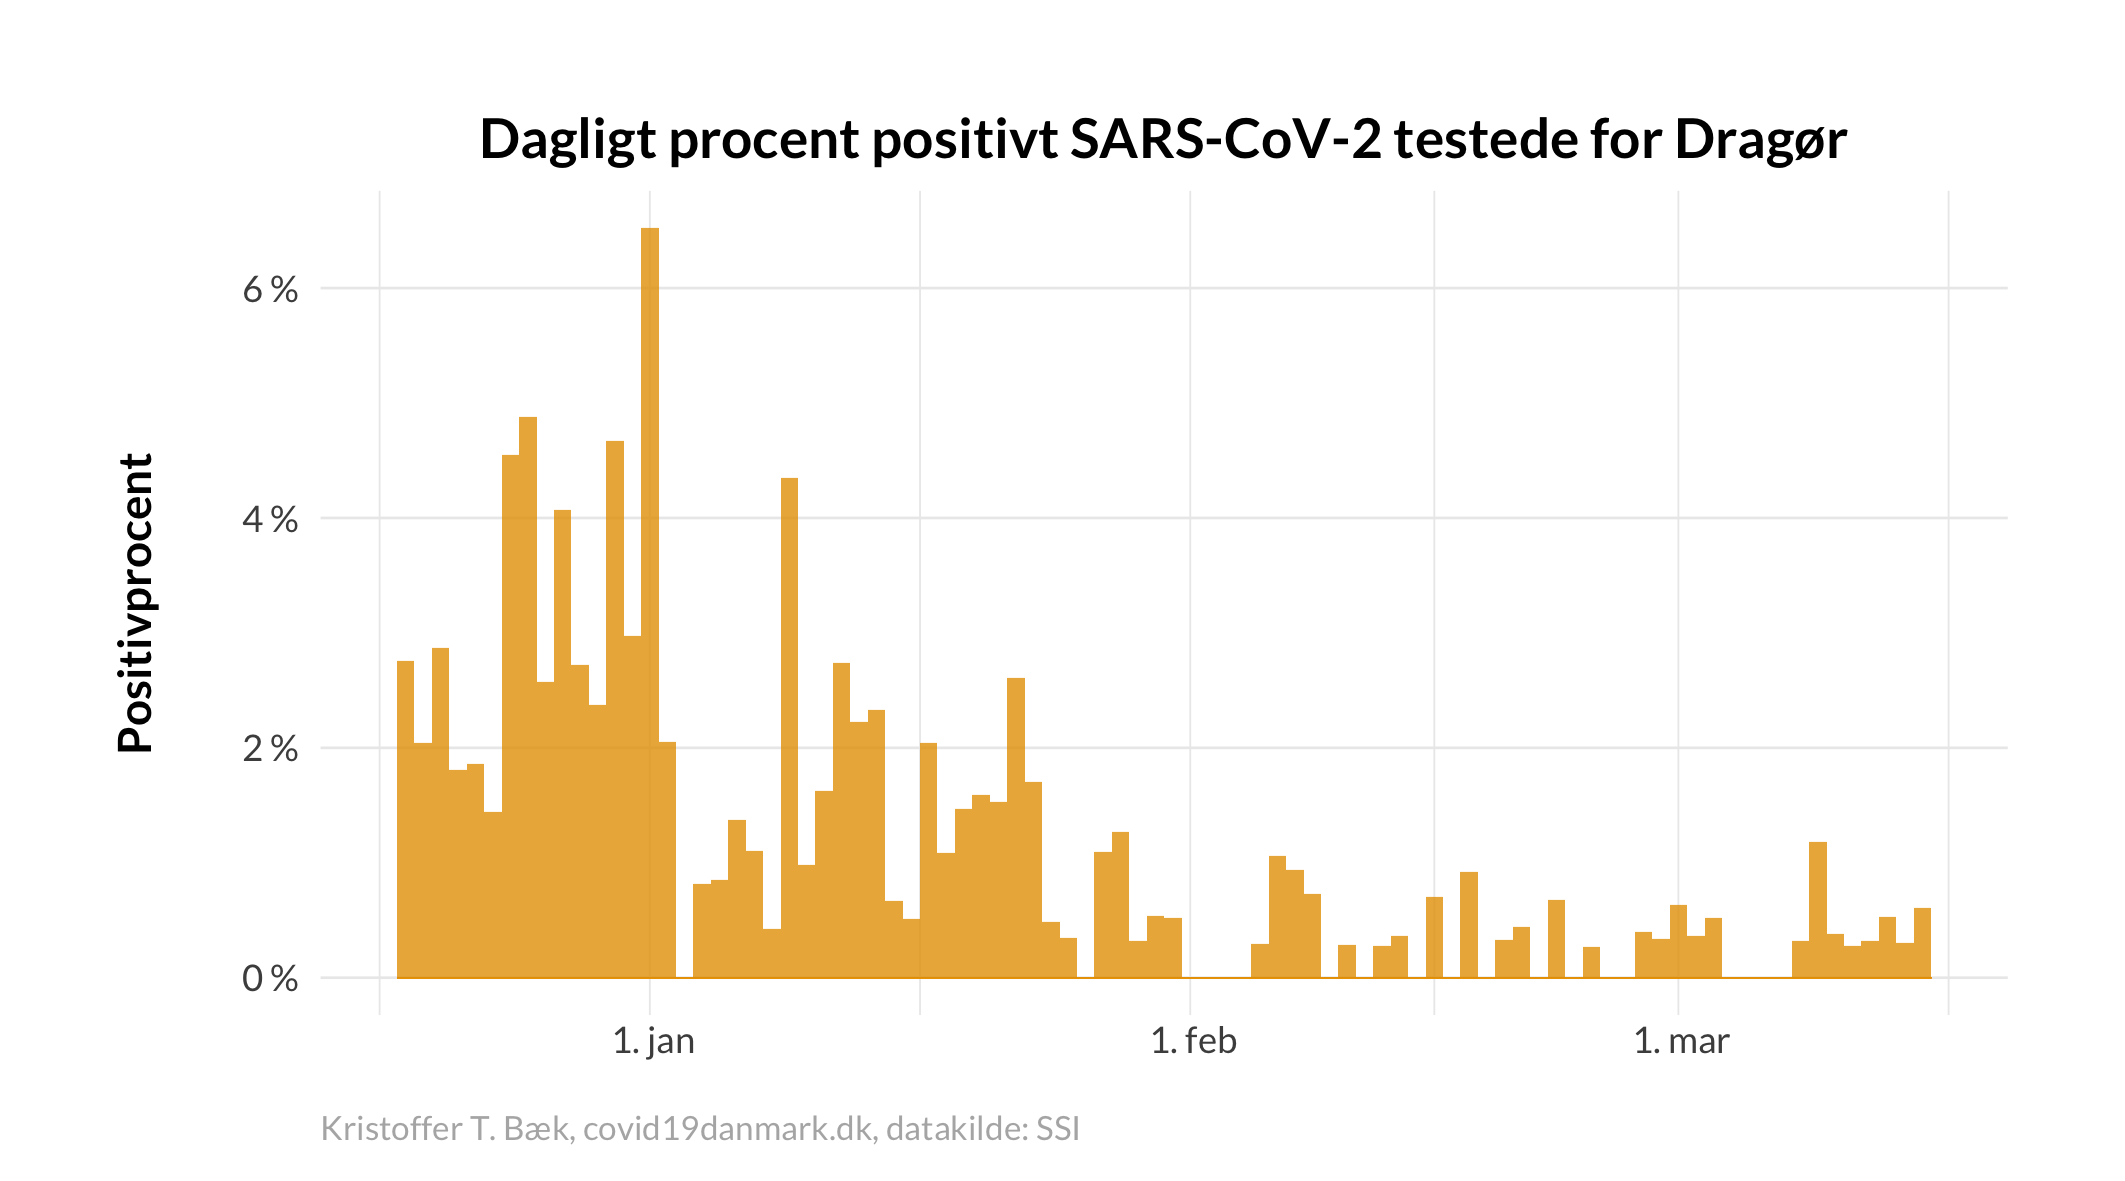 Dagligt procent positivt SARS-CoV-2 testede for Dragør
Positivprocent
6 %
4 %
2 %
0 %
1. jan
1. feb
1. mar
Kristoffer T. Bæk, covid19danmark.dk, datakilde: SSI